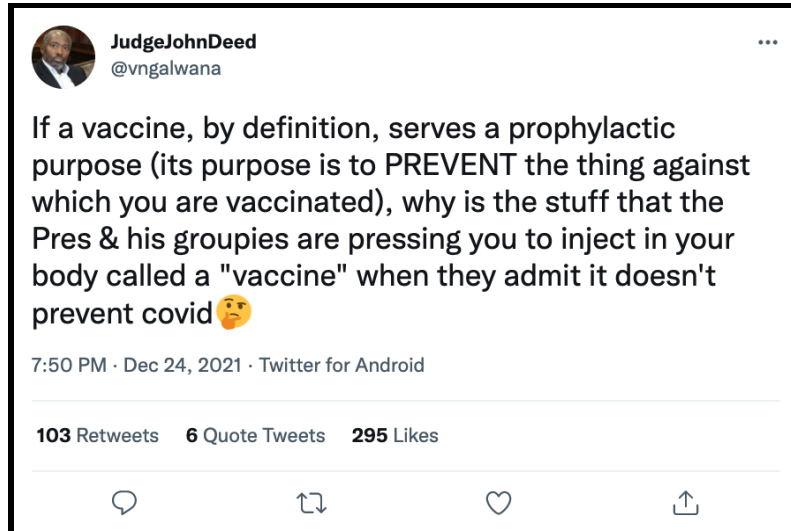 JudgeJohnDeed
@vngalwana
If a vaccine, by definition, serves a prophylactic
purpose (its purpose is to PREVENT the thing against
which you are vaccinated), why is the stuff that the
Pres & his groupies are pressing you to inject in your
body called a "vaccine" when they admit it doesn't
prevent covid🤔
7:50 PM · Dec 24, 2021 · Twitter for Android
103 Retweets 6 Quote Tweets 295 Likes